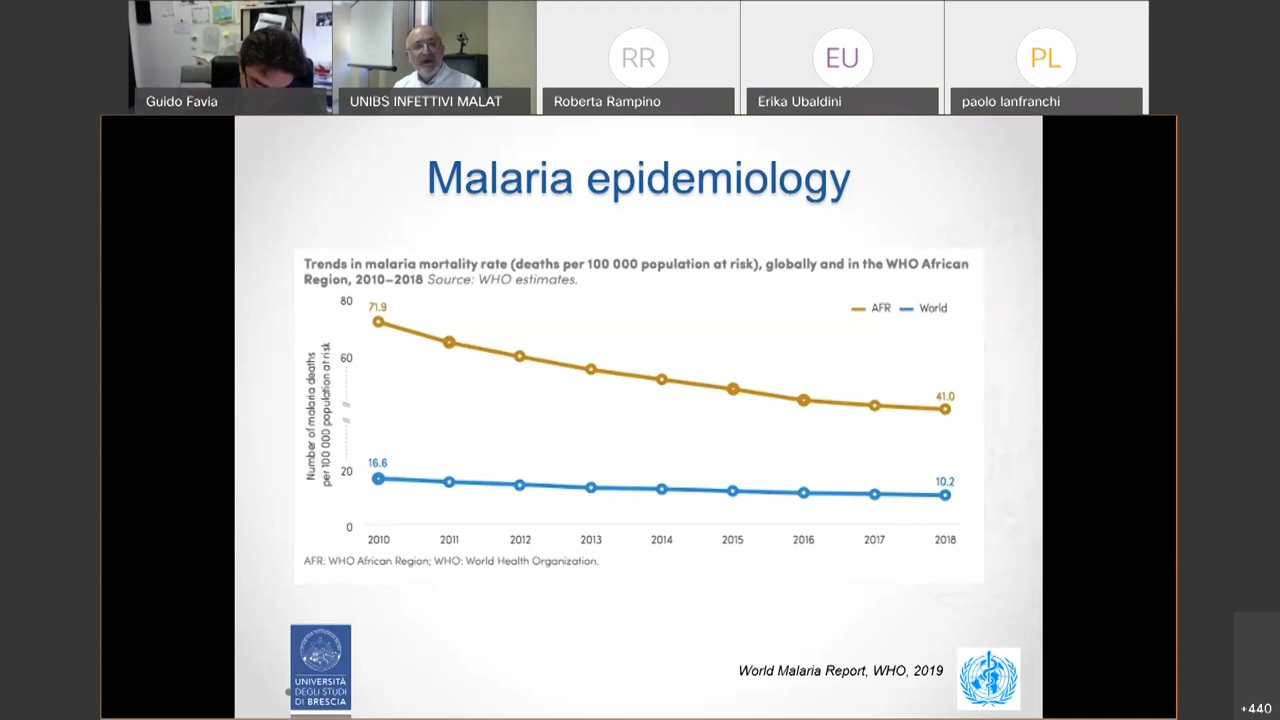 RR
EU
PL
Guido Favia
UNIBS INFETTIVI MALAT
Roberta Rampino
Erika Ubaldini
paolo lanfranchi
Malaria epidemiology
Trends in malaria mortality rate (deaths per 100 000 population at risk), globally and in the WHO African
Region, 2010–2018 Source: WHO estimates.
AFR
World
Number of malaria deaths
per 100 000 population at risk
80
60
20
0
71.9
41.0
16.6
10.2
2010 2011 2012 2013 2014 2015 2016 2017 2018
AFR: WHO African Region; WHO: World Health Organization.
UNIVERSITÀ
DEGLI STUDI
DI BRESCIA
World Malaria Report, WHO, 2019
+440